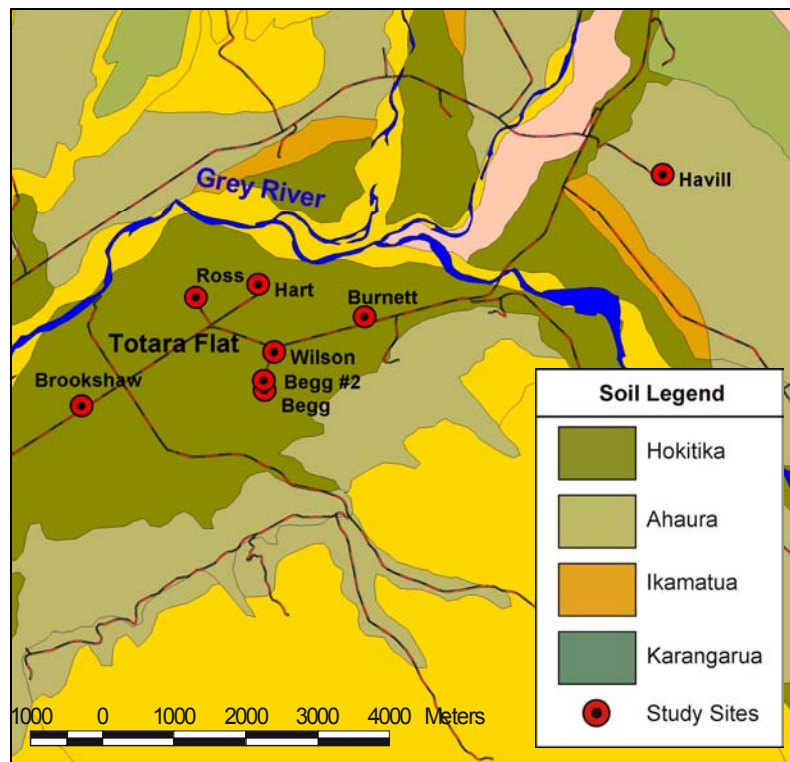 Grey River
Havill
Ross
Hart
Burnett
Totara Flat
Wilson
Brookshaw
Begg #2
Begg
Soil Legend
Hokitika
Ahaura
Ikamatua
Karangarua
Study Sites
1000 0 1000 2000 3000 4000 Meters